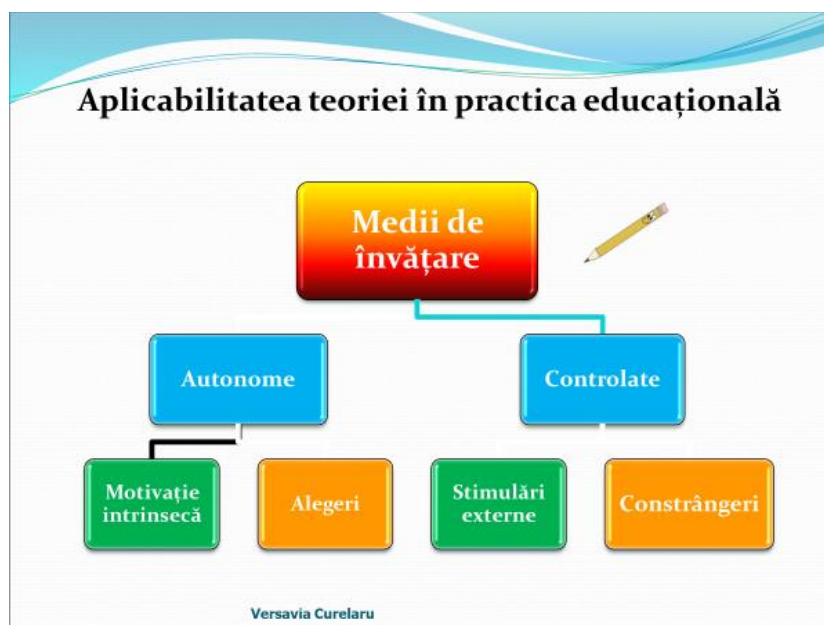 Aplicabilitatea teoriei în practica educațională
Medii de
învățare
Autonome
Controlate
Motivație
intrinsecă
Alegeri
Stimulări
externe
Constrângeri
Versavia Curelaru